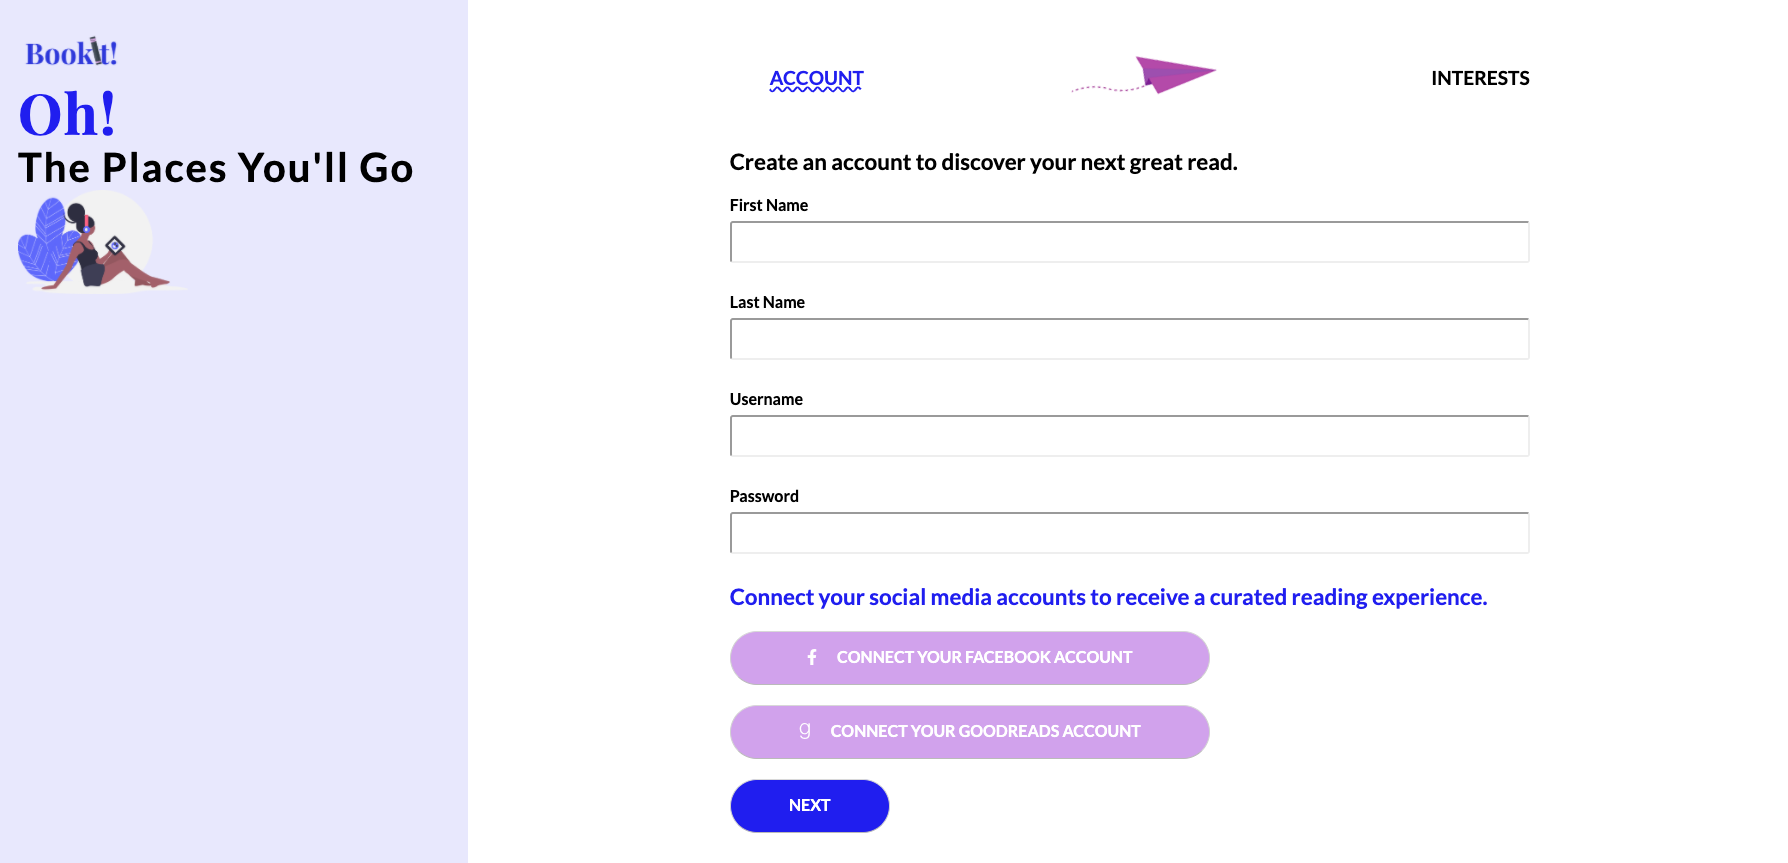 Bookit!
Oh!
The Places You'll Go
ACCOUNT
INTERESTS
Create an account to discover your next great read.
First Name
Last Name
Username
Password
Connect your social media accounts to receive a curated reading experience.
f CONNECT YOUR FACEBOOK ACCOUNT
g CONNECT YOUR GOODREADS ACCOUNT
NEXT